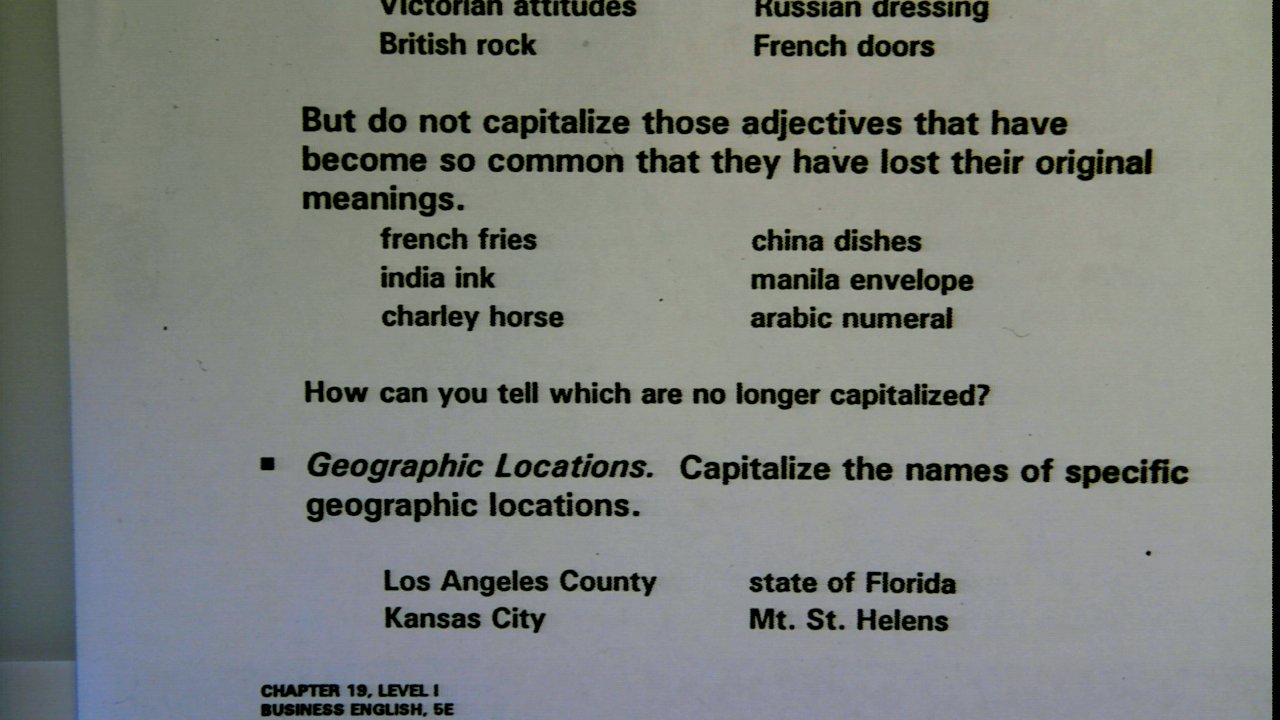 Victorian attitudes Russian dressing
British rock French doors
But do not capitalize those adjectives that have
become so common that they have lost their original
meanings.
french fries china dishes
india ink manila envelope
charley horse arabic numeral
How can you tell which are no longer capitalized?
■ Geographic Locations. Capitalize the names of specific
geographic locations.
Los Angeles County state of Florida
Kansas City Mt. St. Helens
CHAPTER 19, LEVEL I
BUSINESS ENGLISH, 5E